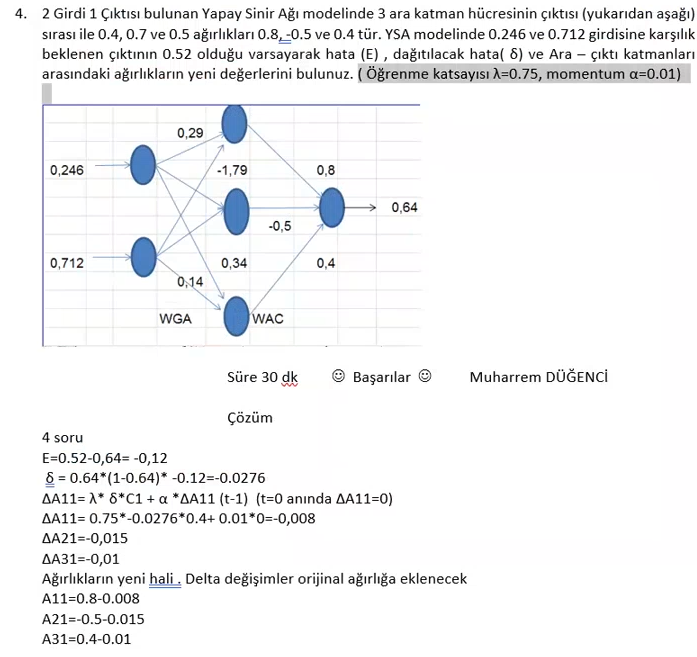 4. 2 Girdi 1 Çıktısı bulunan Yapay Sinir Ağı modelinde 3 ara katman hücresinin çıktısı (yukarıdan aşağı)
sırası ile 0.4, 0.7 ve 0.5 ağırlıkları 0.8, -0.5 ve 0.4 tür. YSA modelinde 0.246 ve 0.712 girdisine karşılık
beklenen çıktının 0.52 olduğu varsayarak hata (E) , dağıtılacak hata( δ) ve Ara – çıktı katmanları
arasındaki ağırlıkların yeni değerlerini bulunuz. ( Öğrenme katsayısı λ=0.75, momentum α=0.01)
0,29
0,246
-1,79
0,8
0,64
-0,5
0,712
0,34
0,4
0,14
WGA
WAC
Süre 30 dk ☺ Başarılar ☺ Muharrem DÜĞENCİ
Çözüm
4 soru
E=0.52-0,64= -0,12
δ = 0.64*(1-0.64)* -0.12=-0.0276
ΔA11= λ* δ*C1 + α *ΔA11 (t-1) (t=0 anında ΔA11=0)
ΔA11= 0.75*-0.0276*0.4+ 0.01*0=-0,008
ΔA21=-0,015
ΔA31=-0,01
Ağırlıkların yeni hali . Delta değişimler orijinal ağırlığa eklenecek
A11=0.8-0.008
A21=-0.5-0.015
A31=0.4-0.01